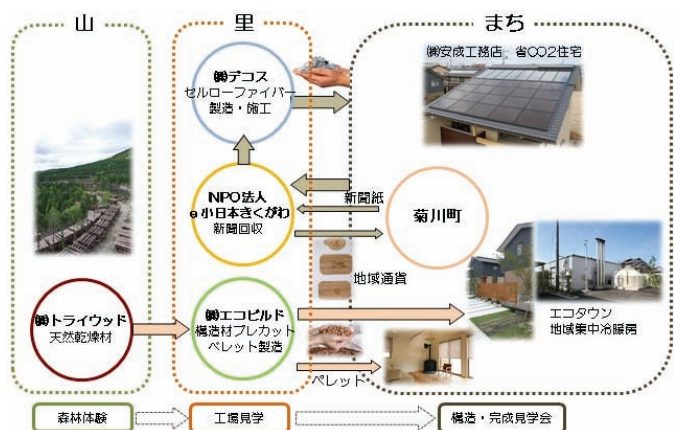 山
里
まち
㈱デコス
セルローファイバー
製造・施工
㈱安成工務店 省CO2住宅
NPO法人
e小日本きくがわ
新聞回収
新聞紙
菊川町
地域通貨
㈱トライウッド
天然乾燥材
㈱エコビルド
構造材プレカット
ペレット製造
エコタウン
地域集中冷暖房
ペレッド
森林体験
工場見学
構造・完成見学会